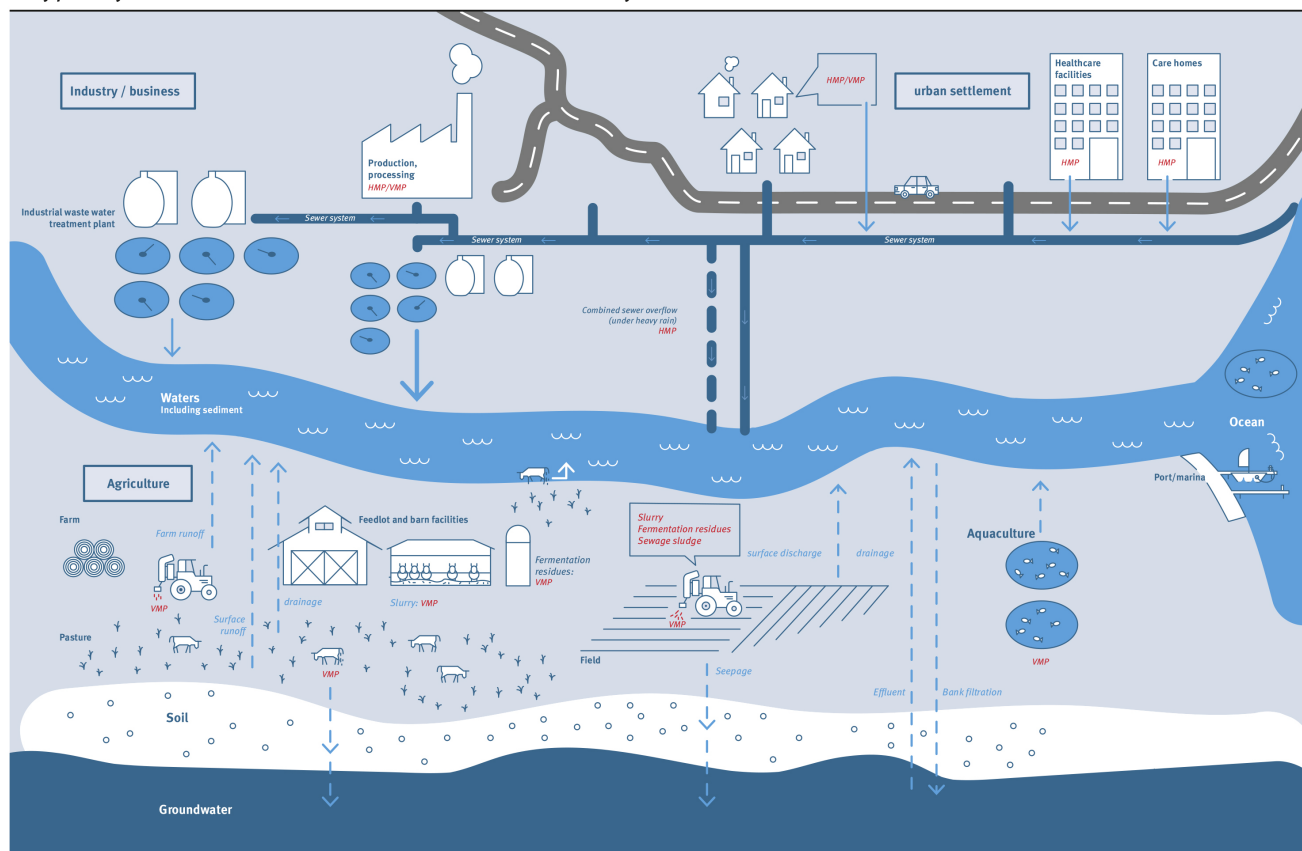 Industry / business
Production,
processing
HMP/VMP
HMP/VMP
urban settlement
Healthcare
facilities
HMP
Care homes
HMP
Industrial waste water
treatment plant
Sewer system
Sewer system
Sewer system
Combined sewer overflow
(under heavy rain)
HMP
Waters
Including sediment
Ocean
Port/marina
Agriculture
Farm
Farm runoff
VMP
Feedlot and barn facilities
Fermentation
residues:
VMP
drainage
Slurry: VMP
Surface
runoff
Pasture
VMP
Slurry
Fermentation residues
Sewage sludge
VMP
surface discharge
drainage
Field
Seepage
Effluent
Bank filtration
Aquaculture
VMP
Soil
Groundwater